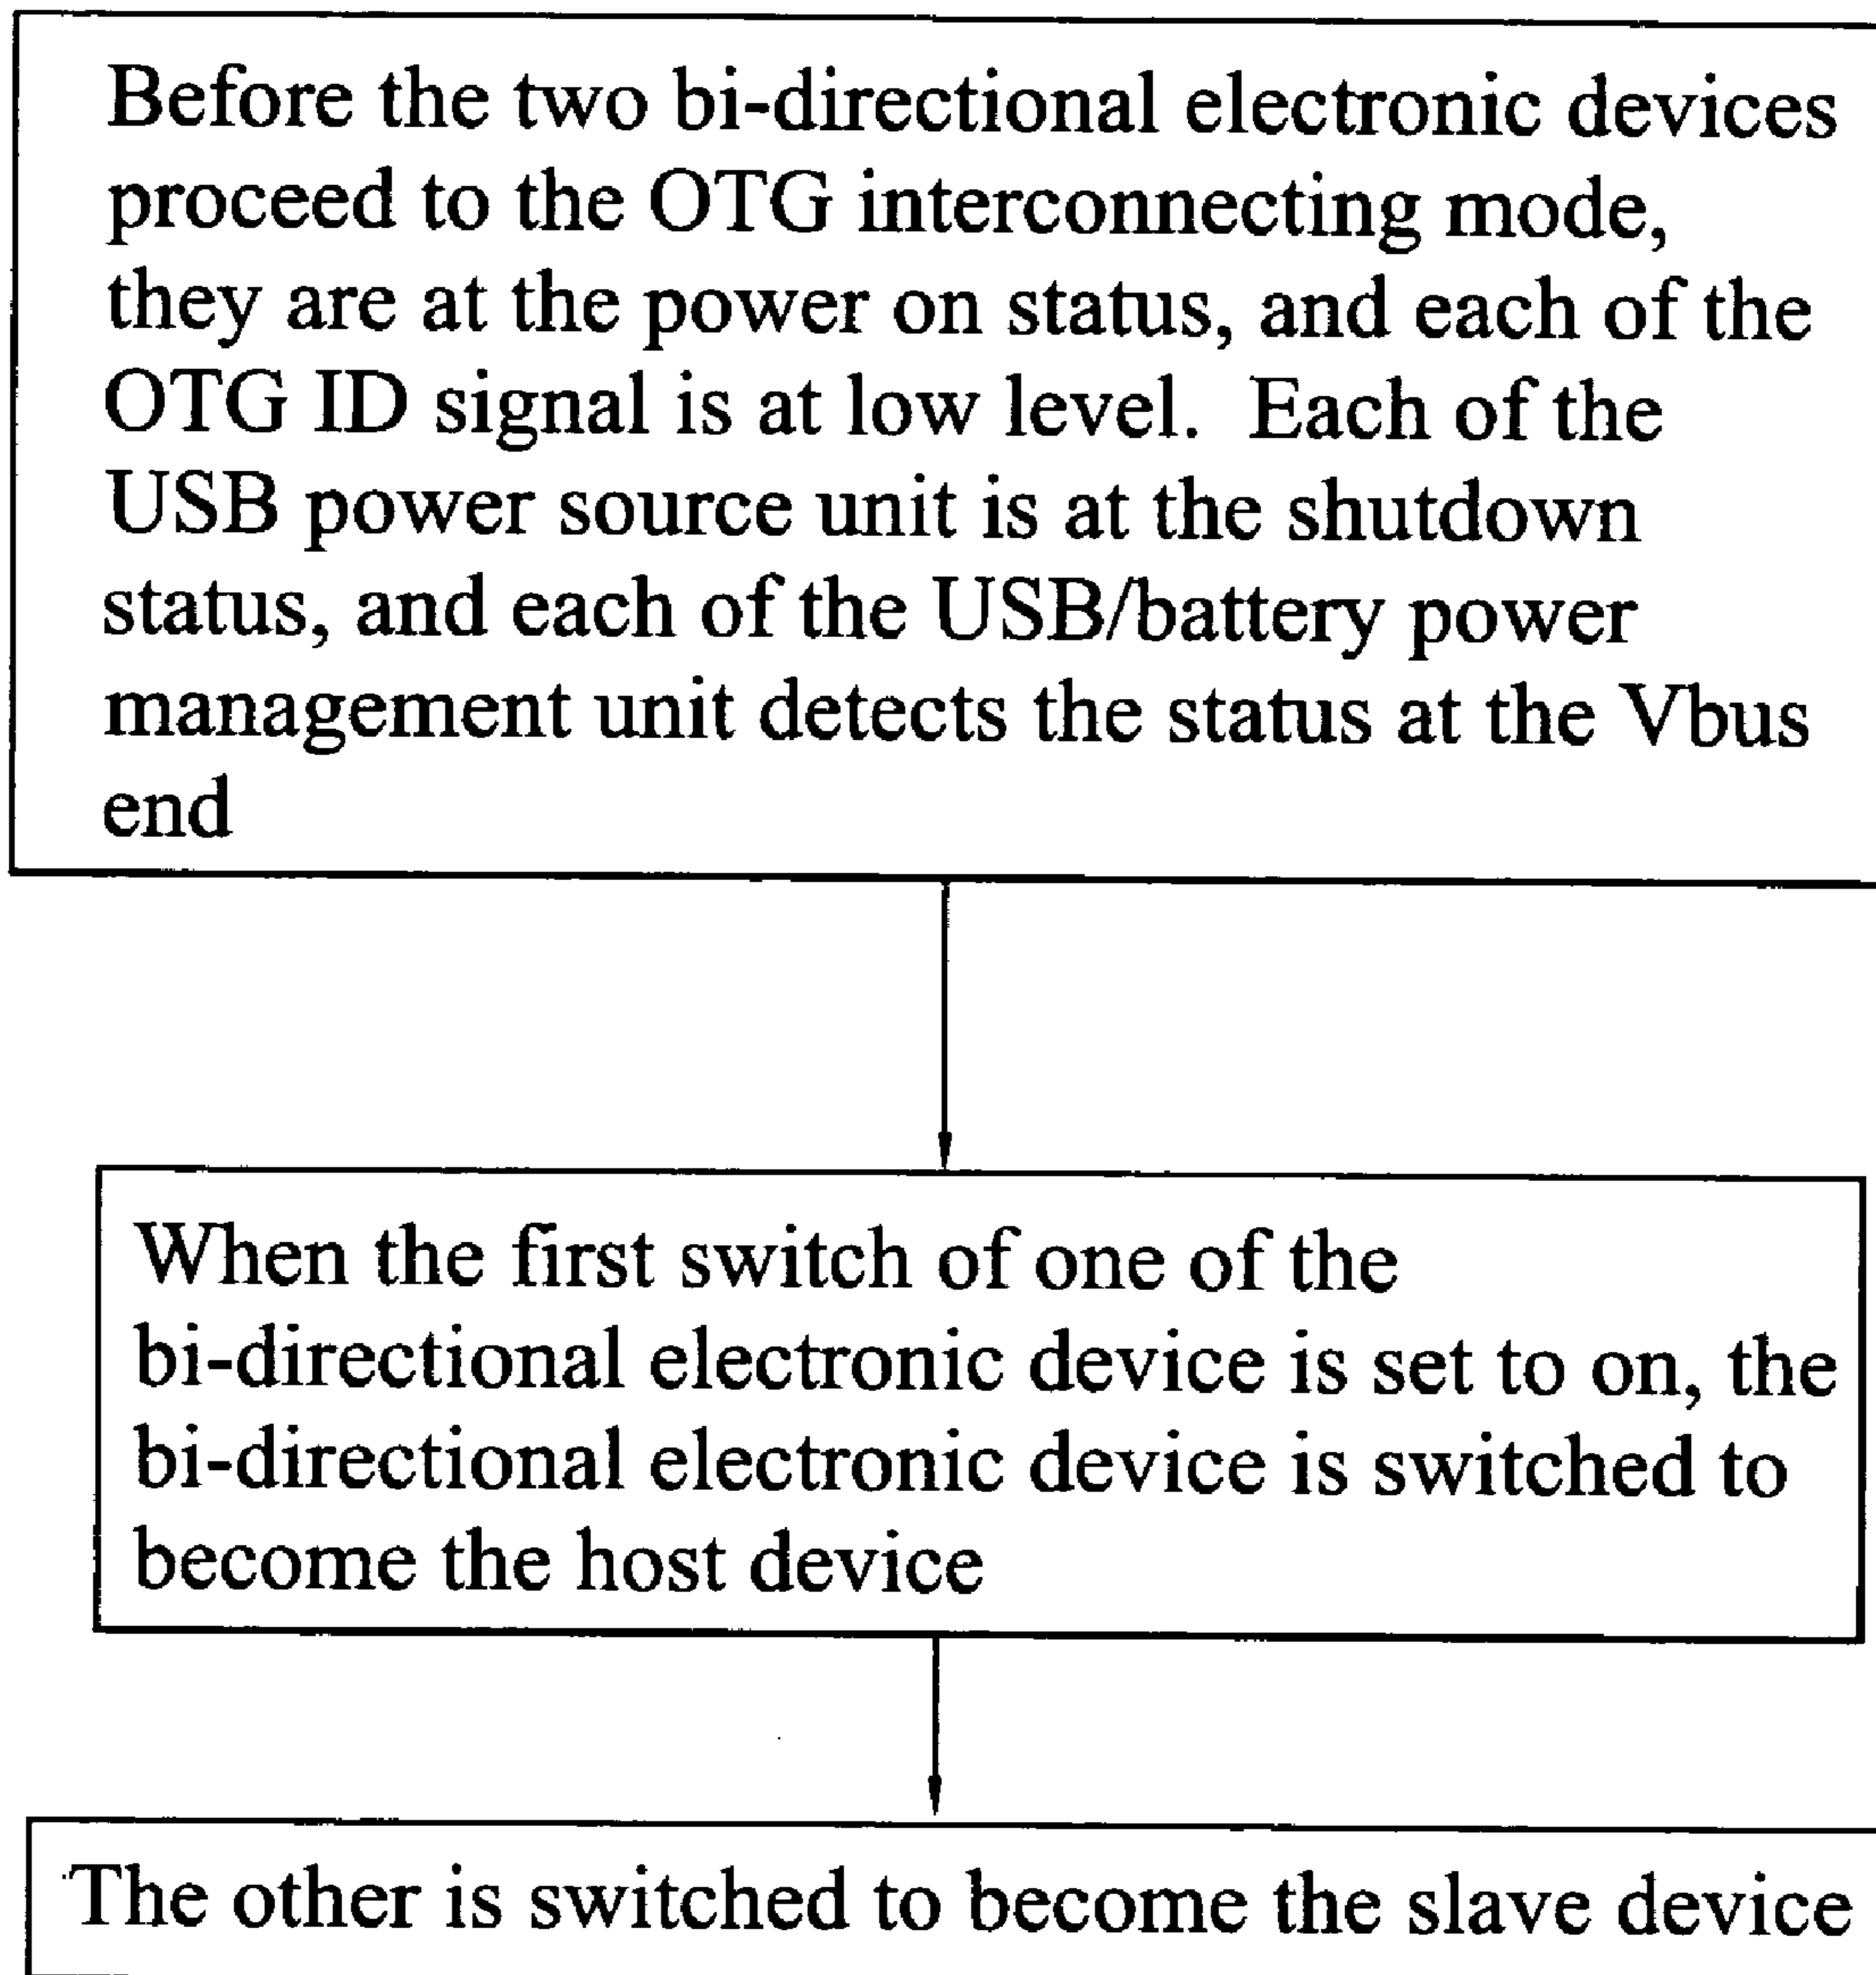 Before the two bi-directional electronic devices
proceed to the OTG interconnecting mode,
they are at the power on status, and each of the
OTG ID signal is at low level. Each of the
USB power source unit is at the shutdown
status, and each of the USB/battery power
management unit detects the status at the Vbus
end
When the first switch of one of the
bi-directional electronic device is set to on, the
bi-directional electronic device is switched to
become the host device
The other is switched to become the slave device